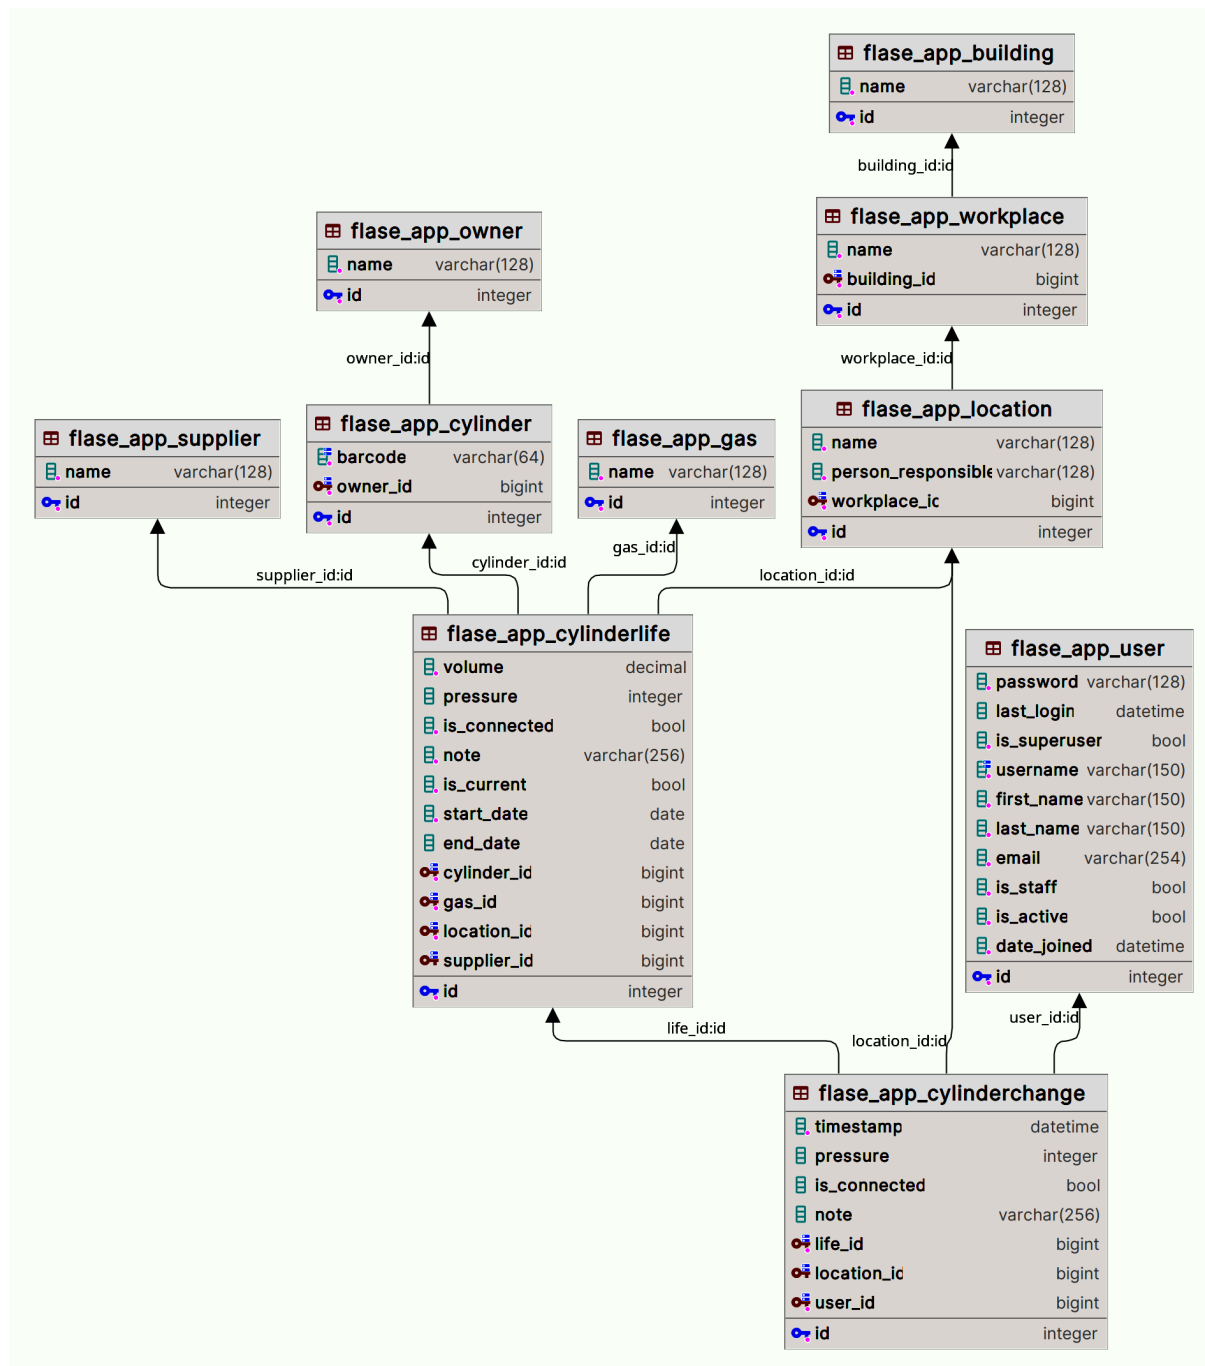 flase_app_building
name varchar(128)
id integer
building_id:id
flase_app_workplace
name varchar(128)
building_id bigint
id integer
workplace_id:id
flase_app_owner
name varchar(128)
id integer
owner_id:id
flase_app_supplier
name varchar(128)
id integer
flase_app_cylinder
barcode varchar(64)
owner_id bigint
id integer
flase_app_gas
name varchar(128)
id integer
flase_app_location
name varchar(128)
person_responsible varchar(128)
workplace_id bigint
id integer
supplier_id:id
cylinder_id:id
gas_id:id
location_id:id
flase_app_cylinderlife
volume decimal
pressure integer
is_connected bool
note varchar(256)
is_current bool
start_date date
end_date date
cylinder_id bigint
gas_id bigint
location_id bigint
supplier_id bigint
id integer
flase_app_user
password varchar(128)
last_login datetime
is_superuser bool
username varchar(150)
first_name varchar(150)
last_name varchar(150)
email varchar(254)
is_staff bool
is_active bool
date_joined datetime
id integer
life_id:id
location_id:id
user_id:id
flase_app_cylinderchange
timestamp datetime
pressure integer
is_connected bool
note varchar(256)
life_id bigint
location_id bigint
user_id bigint
id integer